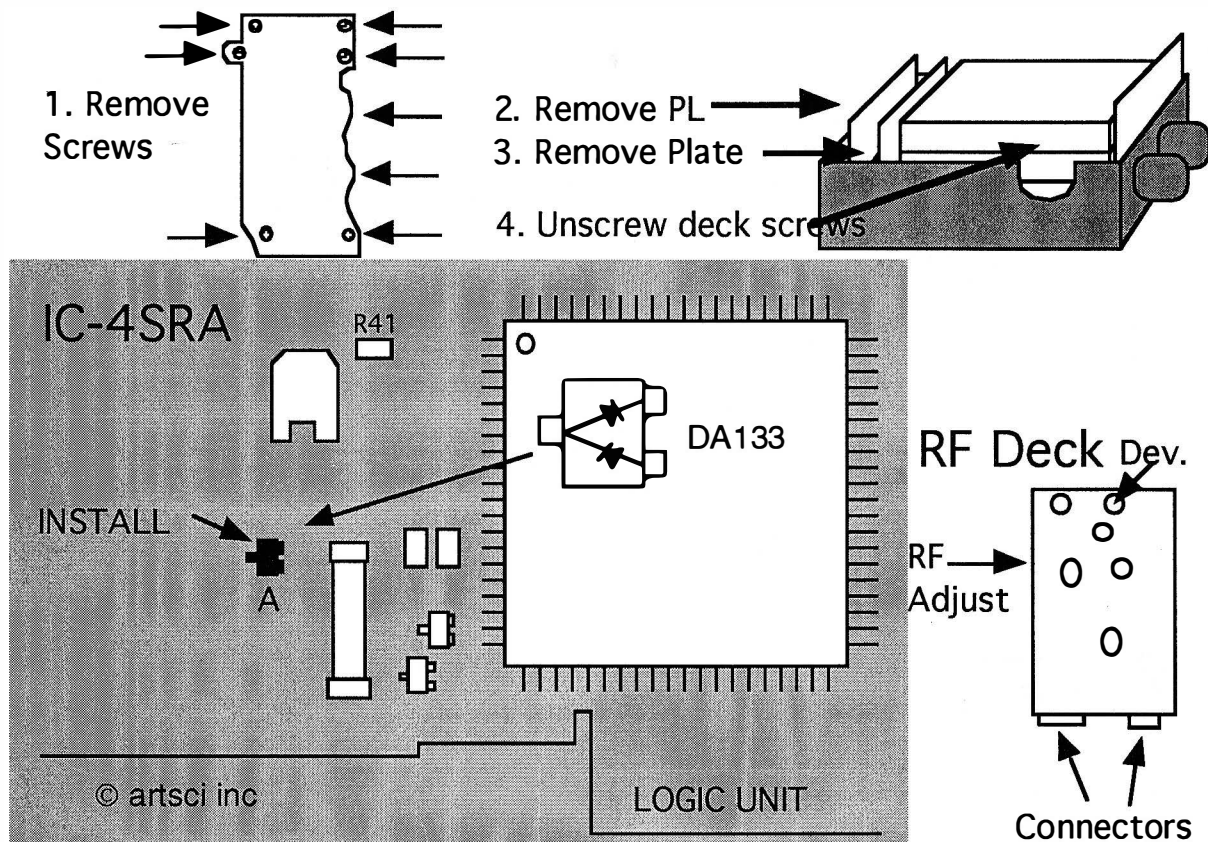 1. Remove
Screws
2. Remove PL
3. Remove Plate
4. Unscrew deck screws
IC-4SRA
R41
DA133
INSTALL
A
© artsci inc
LOGIC UNIT
RF Deck Dev.
RF
Adjust
Connectors